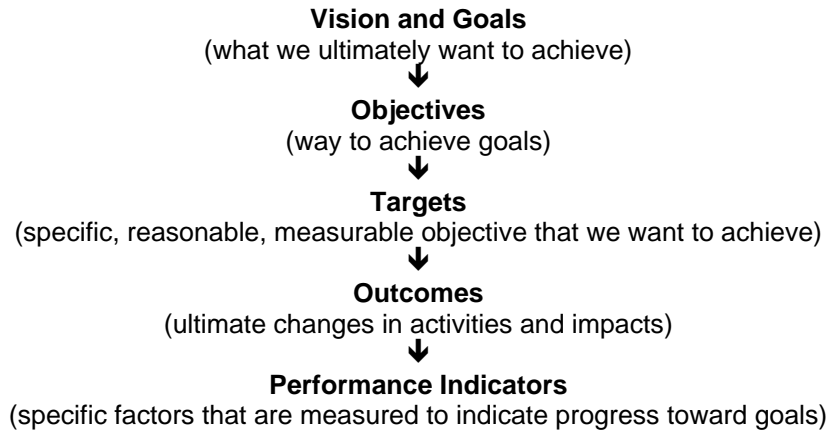 Vision and Goals
(what we ultimately want to achieve)
Objectives
(way to achieve goals)
Targets
(specific, reasonable, measurable objective that we want to achieve)
Outcomes
(ultimate changes in activities and impacts)
Performance Indicators
(specific factors that are measured to indicate progress toward goals)